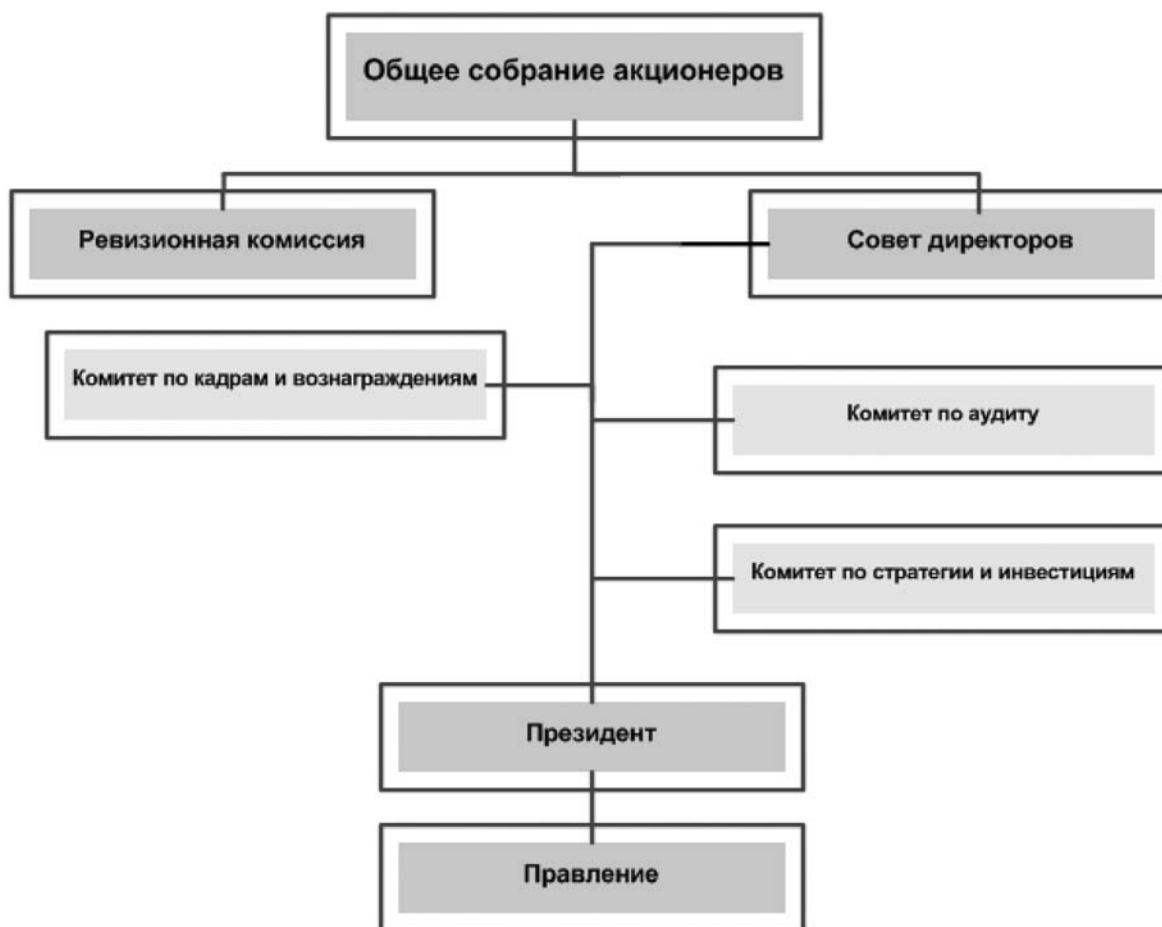 Общее собрание акционеров
Ревизионная комиссия
Совет директоров
Комитет по кадрам и вознаграждениям
Комитет по аудиту
Комитет по стратегии и инвестициям
Президент
Правление